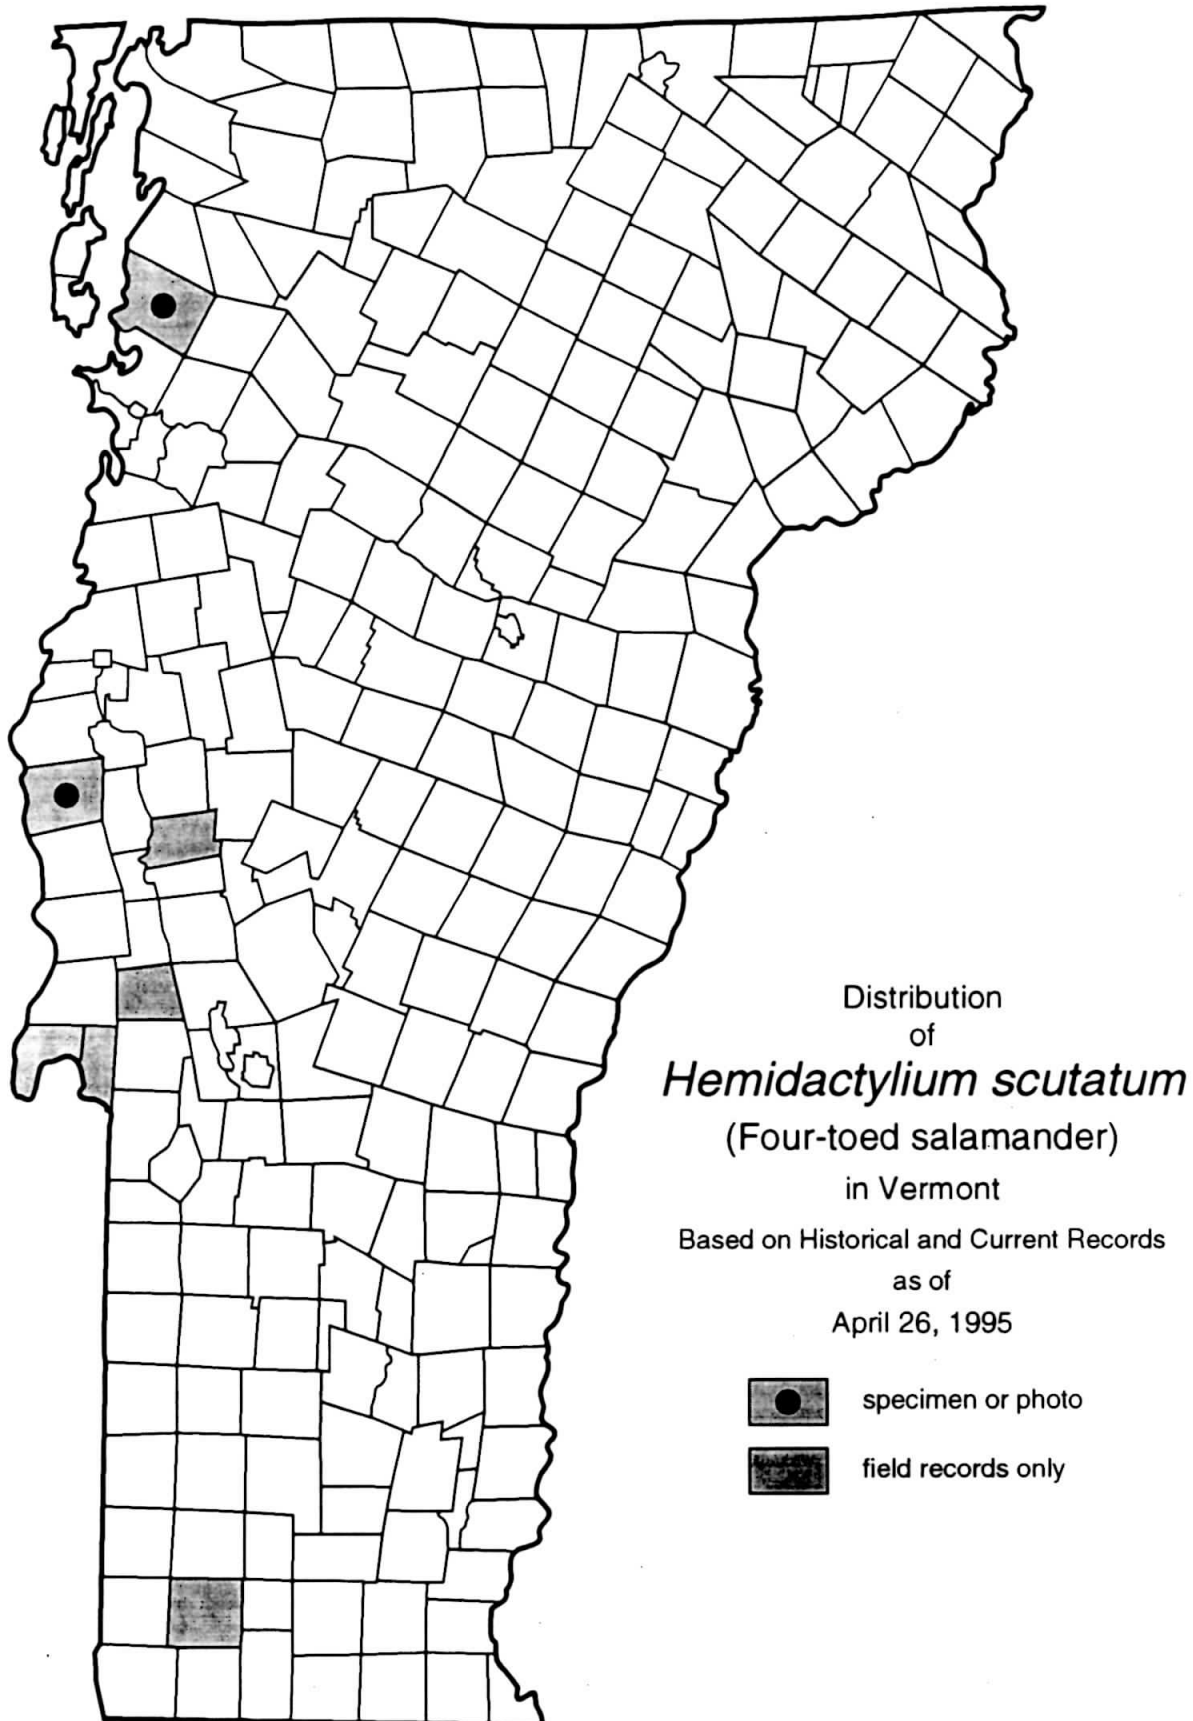 Distribution
of
Hemidactylium scutatum
(Four-toed salamander)
in Vermont
Based on Historical and Current Records
as of
April 26, 1995
specimen or photo
field records only